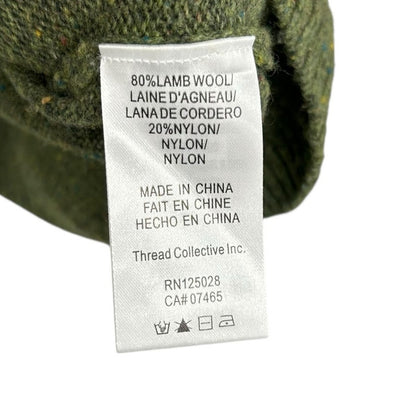 80%LAMB WOOL/
LAINE D'AGNEAU/
LANA DE CORDERO
20%NYLON/
NYLON/
NYLON
MADE IN CHINA
FAIT EN CHINE
HECHO EN CHINA
Thread Collective Inc.
RN125028
CA# 07465